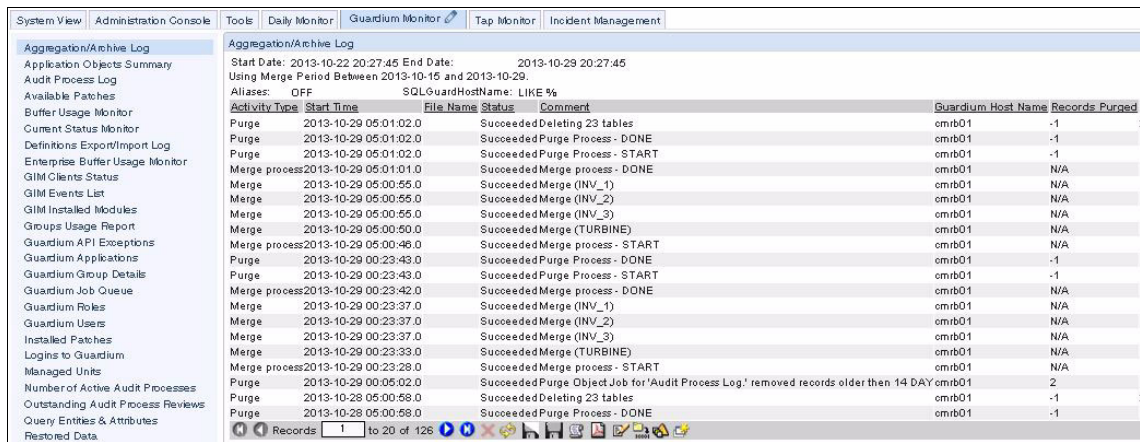 System View Administration Console Tools Daily Monitor Guardium Monitor Tap Monitor Incident Management
Aggregation/Archive Log
Application Objects Summary
Audit Process Log
Available Patches
Buffer Usage Monitor
Current Status Monitor
Definitions Export/Import Log
Enterprise Buffer Usage Monitor
GIM Clients Status
GIM Events List
GIM Installed Modules
Groups Usage Report
Guardium API Exceptions
Guardium Applications
Guardium Group Details
Guardium Job Queue
Guardium Roles
Guardium Users
Installed Patches
Logins to Guardium
Managed Units
Number of Active Audit Processes
Outstanding Audit Process Reviews
Query Entities & Attributes
Restored Data
Aggregation/Archive Log
Start Date: 2013-10-22 20:27:45 End Date: 2013-10-29 20:27:45
Using Merge Period Between 2013-10-15 and 2013-10-29.
Aliases: OFF SQLGuardHostName: LIKE %
Activity Type Start Time File Name Status Comment Guardium Host Name Records Purged
Purge 2013-10-29 05:01:02.0 Succeeded Deleting 23 tables cmrb01 -1
Purge 2013-10-29 05:01:02.0 Succeeded Purge Process - DONE cmrb01 -1
Purge 2013-10-29 05:01:02.0 Succeeded Purge Process - START cmrb01 -1
Merge process 2013-10-29 05:01:01.0 Succeeded Merge process - DONE cmrb01 N/A
Merge 2013-10-29 05:00:55.0 Succeeded Merge (INV_1) cmrb01 N/A
Merge 2013-10-29 05:00:55.0 Succeeded Merge (INV_2) cmrb01 N/A
Merge 2013-10-29 05:00:55.0 Succeeded Merge (INV_3) cmrb01 N/A
Merge 2013-10-29 05:00:50.0 Succeeded Merge (TURBINE) cmrb01 N/A
Merge process 2013-10-29 05:00:46.0 Succeeded Merge process - START cmrb01 N/A
Purge 2013-10-29 00:23:43.0 Succeeded Purge Process - DONE cmrb01 -1
Purge 2013-10-29 00:23:43.0 Succeeded Purge Process - START cmrb01 -1
Merge process 2013-10-29 00:23:42.0 Succeeded Merge process - DONE cmrb01 N/A
Merge 2013-10-29 00:23:37.0 Succeeded Merge (INV_1) cmrb01 N/A
Merge 2013-10-29 00:23:37.0 Succeeded Merge (INV_2) cmrb01 N/A
Merge 2013-10-29 00:23:37.0 Succeeded Merge (INV_3) cmrb01 N/A
Merge 2013-10-29 00:23:33.0 Succeeded Merge (TURBINE) cmrb01 N/A
Merge process 2013-10-29 00:23:28.0 Succeeded Merge process - START cmrb01 N/A
Purge 2013-10-29 00:05:02.0 Succeeded Purge Object Job for 'Audit Process Log.' removed records older then 14 DAY cmrb01 2
Purge 2013-10-28 05:00:58.0 Succeeded Deleting 23 tables cmrb01 -1
Purge 2013-10-28 05:00:58.0 Succeeded Purge Process - DONE cmrb01 -1
Records 1 to 20 of 126